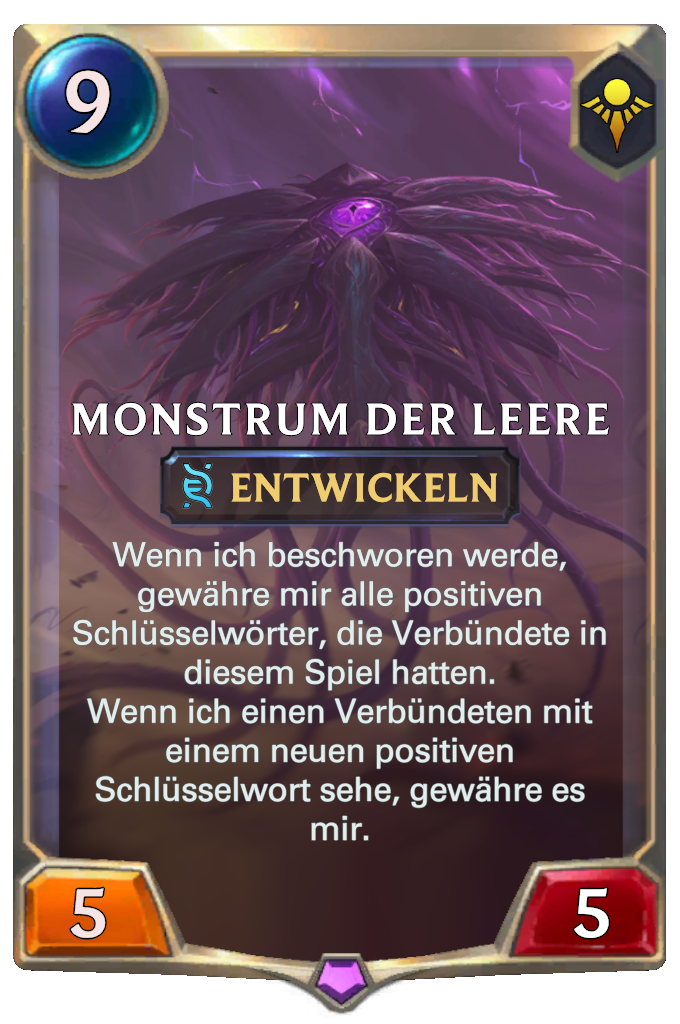 9
MONSTRUM DER LEERE
ENTWICKELN
Wenn ich beschworen werde,
gewähre mir alle positiven
Schlüsselwörter, die Verbündete in
diesem Spiel hatten.
Wenn ich einen Verbündeten mit
einem neuen positiven
Schlüsselwort sehe, gewähre es
mir.
5
5